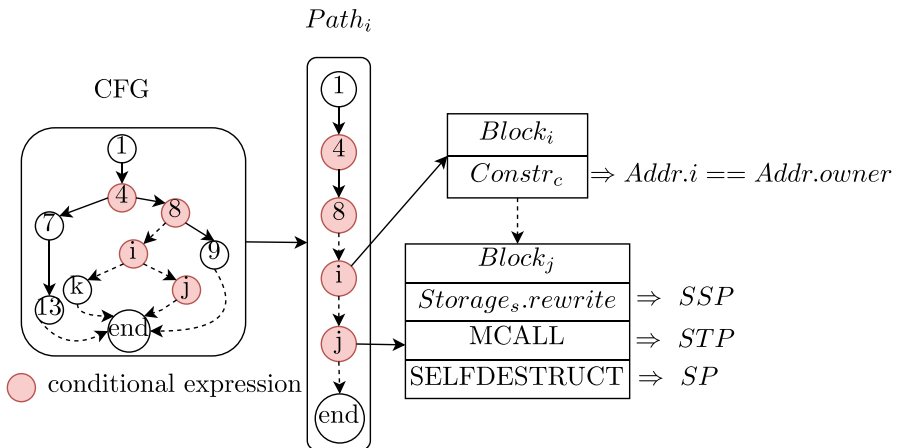 CFG
1
4
8
7
i
9
k
j
13
end
conditional expression
Path_i
1
4
8
i
j
end
Block_i
Constr_c ⇒ Addr.i == Addr.owner
Block_j
Storage_s.rewrite ⇒ SSP
MCALL ⇒ STP
SELFDESTRUCT ⇒ SP